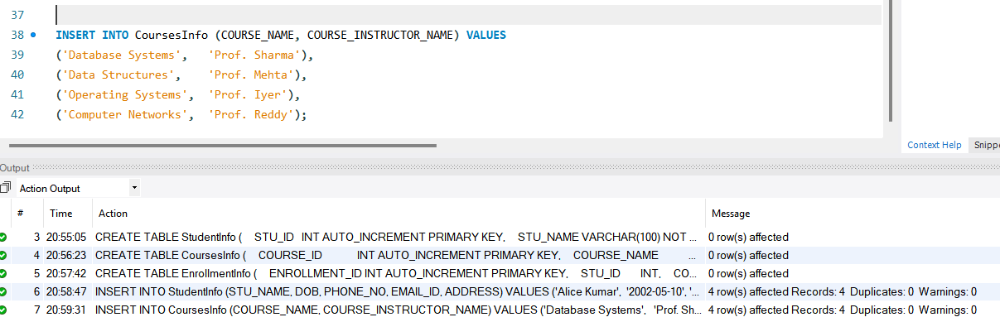 37
38 INSERT INTO CoursesInfo (COURSE_NAME, COURSE_INSTRUCTOR_NAME) VALUES
39 ('Database Systems', 'Prof. Sharma'),
40 ('Data Structures', 'Prof. Mehta'),
41 ('Operating Systems', 'Prof. Iyer'),
42 ('Computer Networks', 'Prof. Reddy');
Context Help Snippe
Output
Action Output
# Time Action Message
3 20:55:05 CREATE TABLE StudentInfo ( STU_ID INT AUTO_INCREMENT PRIMARY KEY, STU_NAME VARCHAR(100) NOT ... 0 row(s) affected
4 20:56:23 CREATE TABLE CoursesInfo ( COURSE_ID INT AUTO_INCREMENT PRIMARY KEY, COURSE_NAME ... 0 row(s) affected
5 20:57:42 CREATE TABLE EnrollmentInfo ( ENROLLMENT_ID INT AUTO_INCREMENT PRIMARY KEY, STU_ID INT, CO... 0 row(s) affected
6 20:58:47 INSERT INTO StudentInfo (STU_NAME, DOB, PHONE_NO, EMAIL_ID, ADDRESS) VALUES ('Alice Kumar', '2002-05-10', '... 4 row(s) affected Records: 4 Duplicates: 0 Warnings: 0
7 20:59:31 INSERT INTO CoursesInfo (COURSE_NAME, COURSE_INSTRUCTOR_NAME) VALUES ('Database Systems', 'Prof. Sh... 4 row(s) affected Records: 4 Duplicates: 0 Warnings: 0